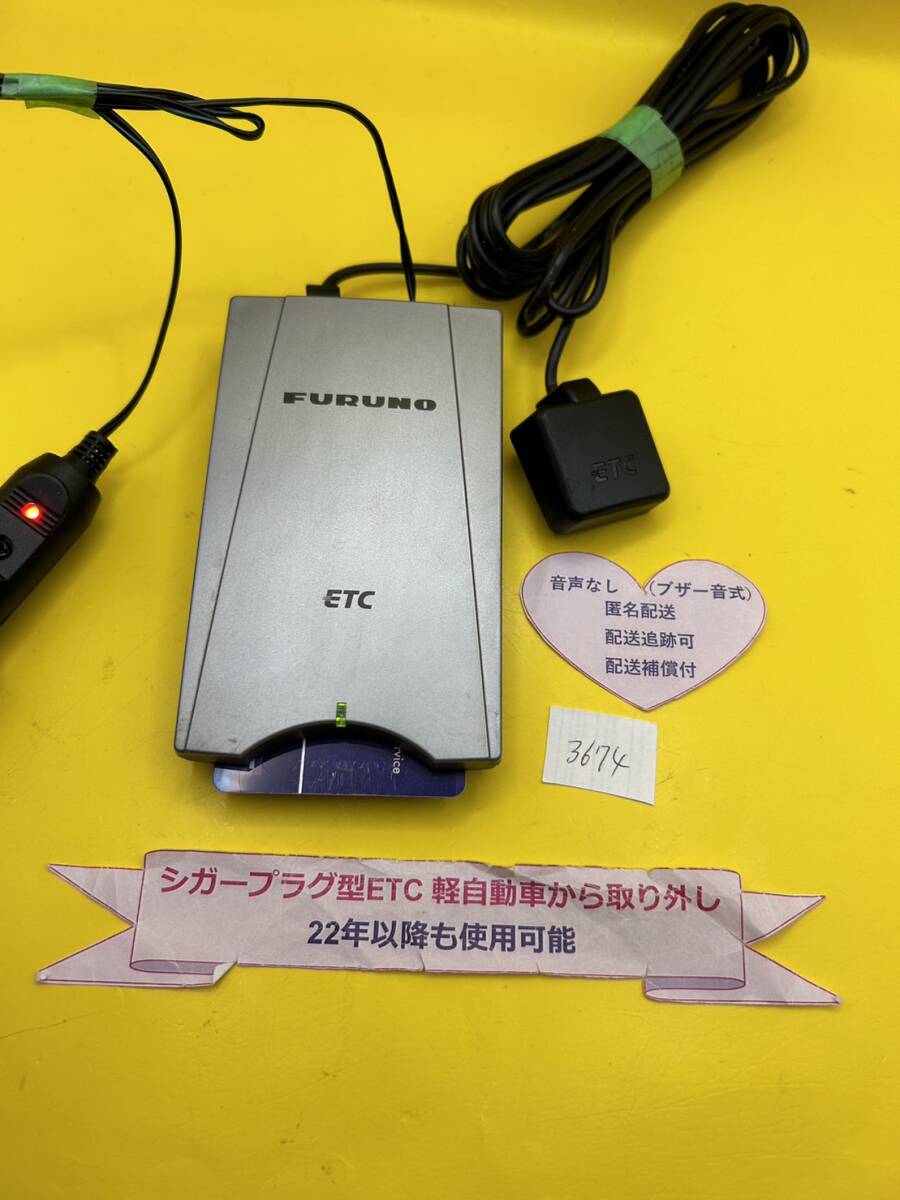 FURUNO
ETC
ETC
rvice
音声なし (ブザー音式)
匿名配送
配送追跡可
配送補償付
3674
シガープラグ型ETC 軽自動車から取り外し
22年以降も使用可能